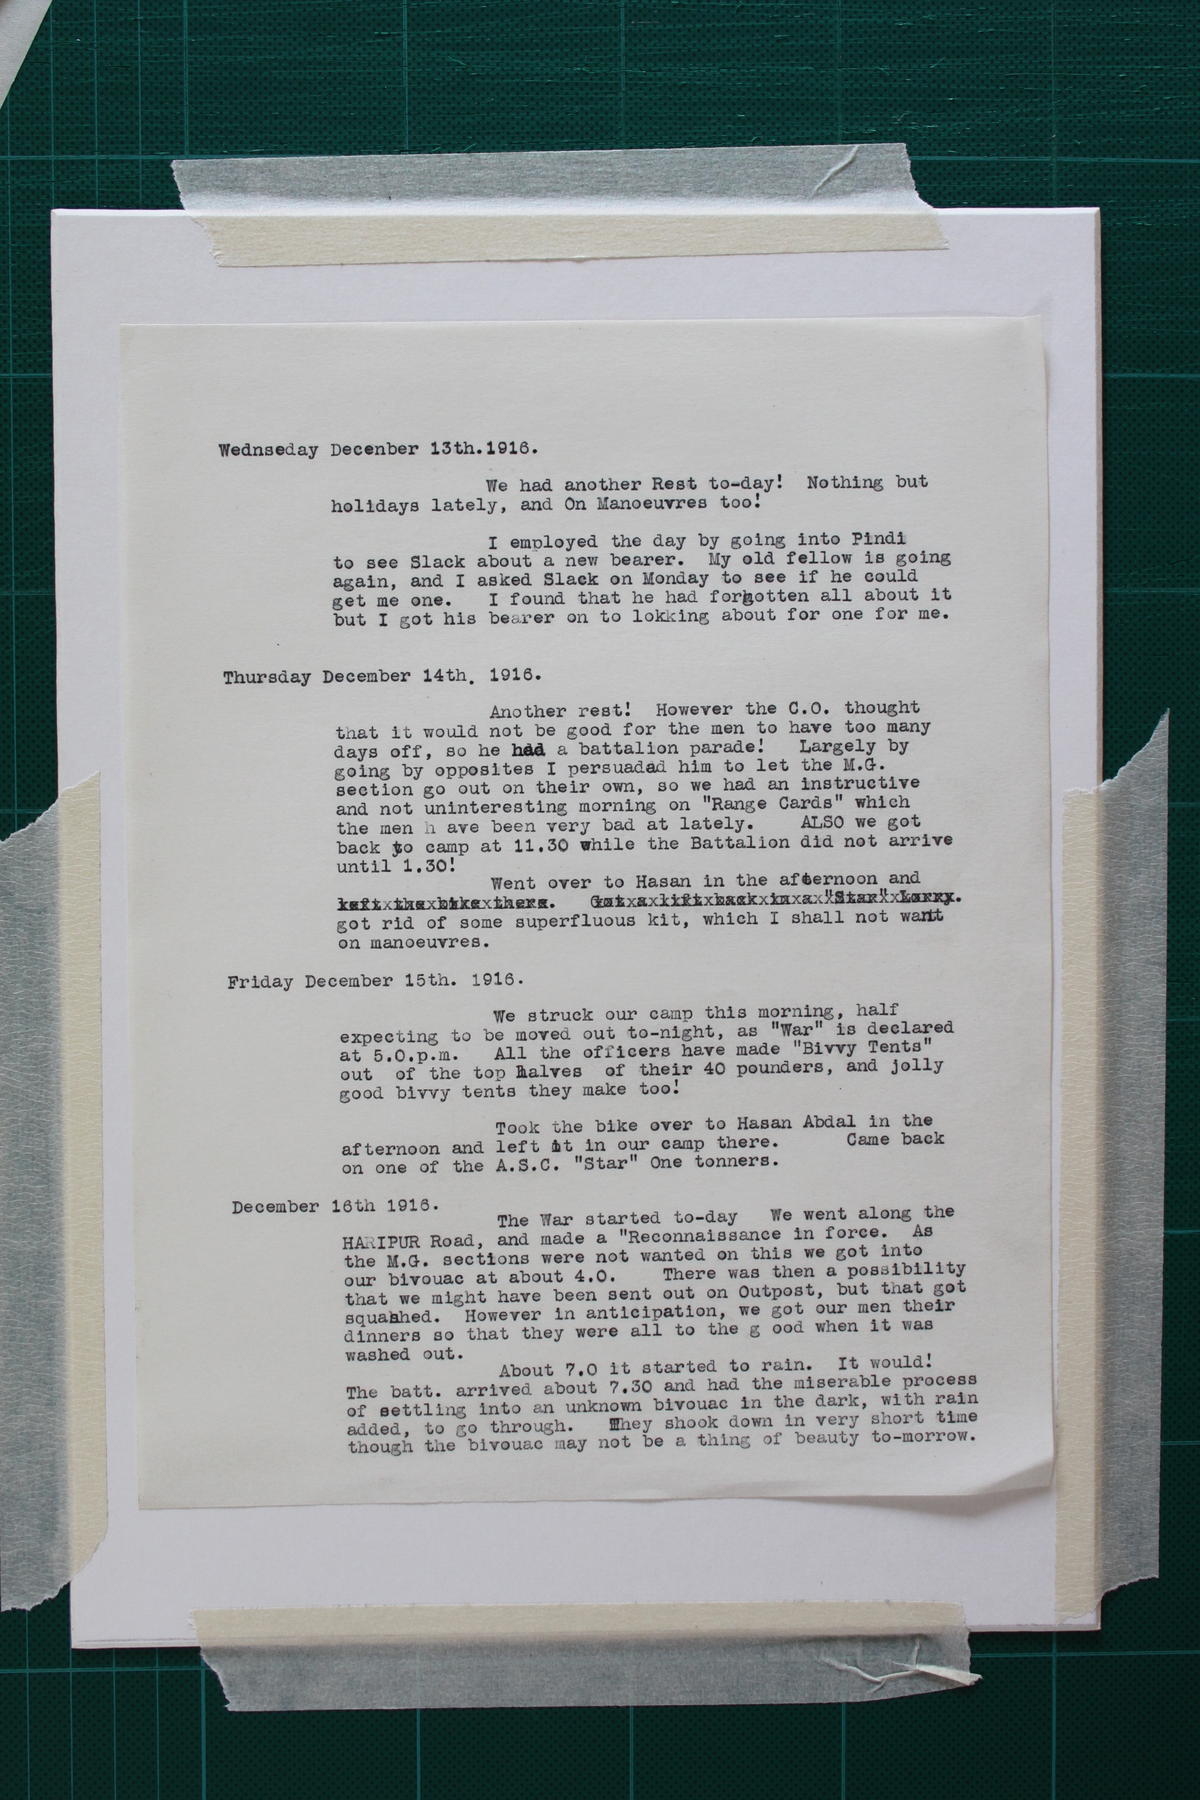 Wednseday Decenber 13th.1916.
We had another Rest to-day! Nothing but
holidays lately, and On Manoeuvres too!
I employed the day by going into Pindi
to see Slack about a new bearer. My old fellow is going
again, and I asked Slack on Monday to see if he could
get me one. I found that he had forgotten all about it
but I got his bearer on to lokking about for one for me.
Thursday December 14th. 1916.
Another rest! However the C.O. thought
that it would not be good for the men to have too many
days off, so he had a battalion parade! Largely by
going by opposites I persuadad him to let the M.G.
section go out on their own, so we had an instructive
and not uninteresting morning on "Range Cards" which
the men h ave been very bad at lately. ALSO we got
back to camp at 11.30 while the Battalion did not arrive
until 1.30!
Went over to Hasan in the afternoon and
left the bike there. Got a lift back in a "Star" Lorry.
got rid of some superfluous kit, which I shall not want
on manoeuvres.
Friday December 15th. 1916.
We struck our camp this morning, half
expecting to be moved out to-night, as "War" is declared
at 5.0.p.m. All the officers have made "Bivvy Tents"
out of the top halves of their 40 pounders, and jolly
good bivvy tents they make too!
Took the bike over to Hasan Abdal in the
afternoon and left it in our camp there. Came back
on one of the A.S.C. "Star" One tonners.
December 16th 1916.
The War started to-day We went along the
HARIPUR Road, and made a "Reconnaissance in force. As
the M.G. sections were not wanted on this we got into
our bivouac at about 4.0. There was then a possibility
that we might have been sent out on Outpost, but that got
squashed. However in anticipation, we got our men their
dinners so that they were all to the g ood when it was
washed out.
About 7.0 it started to rain. It would!
The batt. arrived about 7.30 and had the miserable process
of settling into an unknown bivouac in the dark, with rain
added, to go through. They shook down in very short time
though the bivouac may not be a thing of beauty to-morrow.